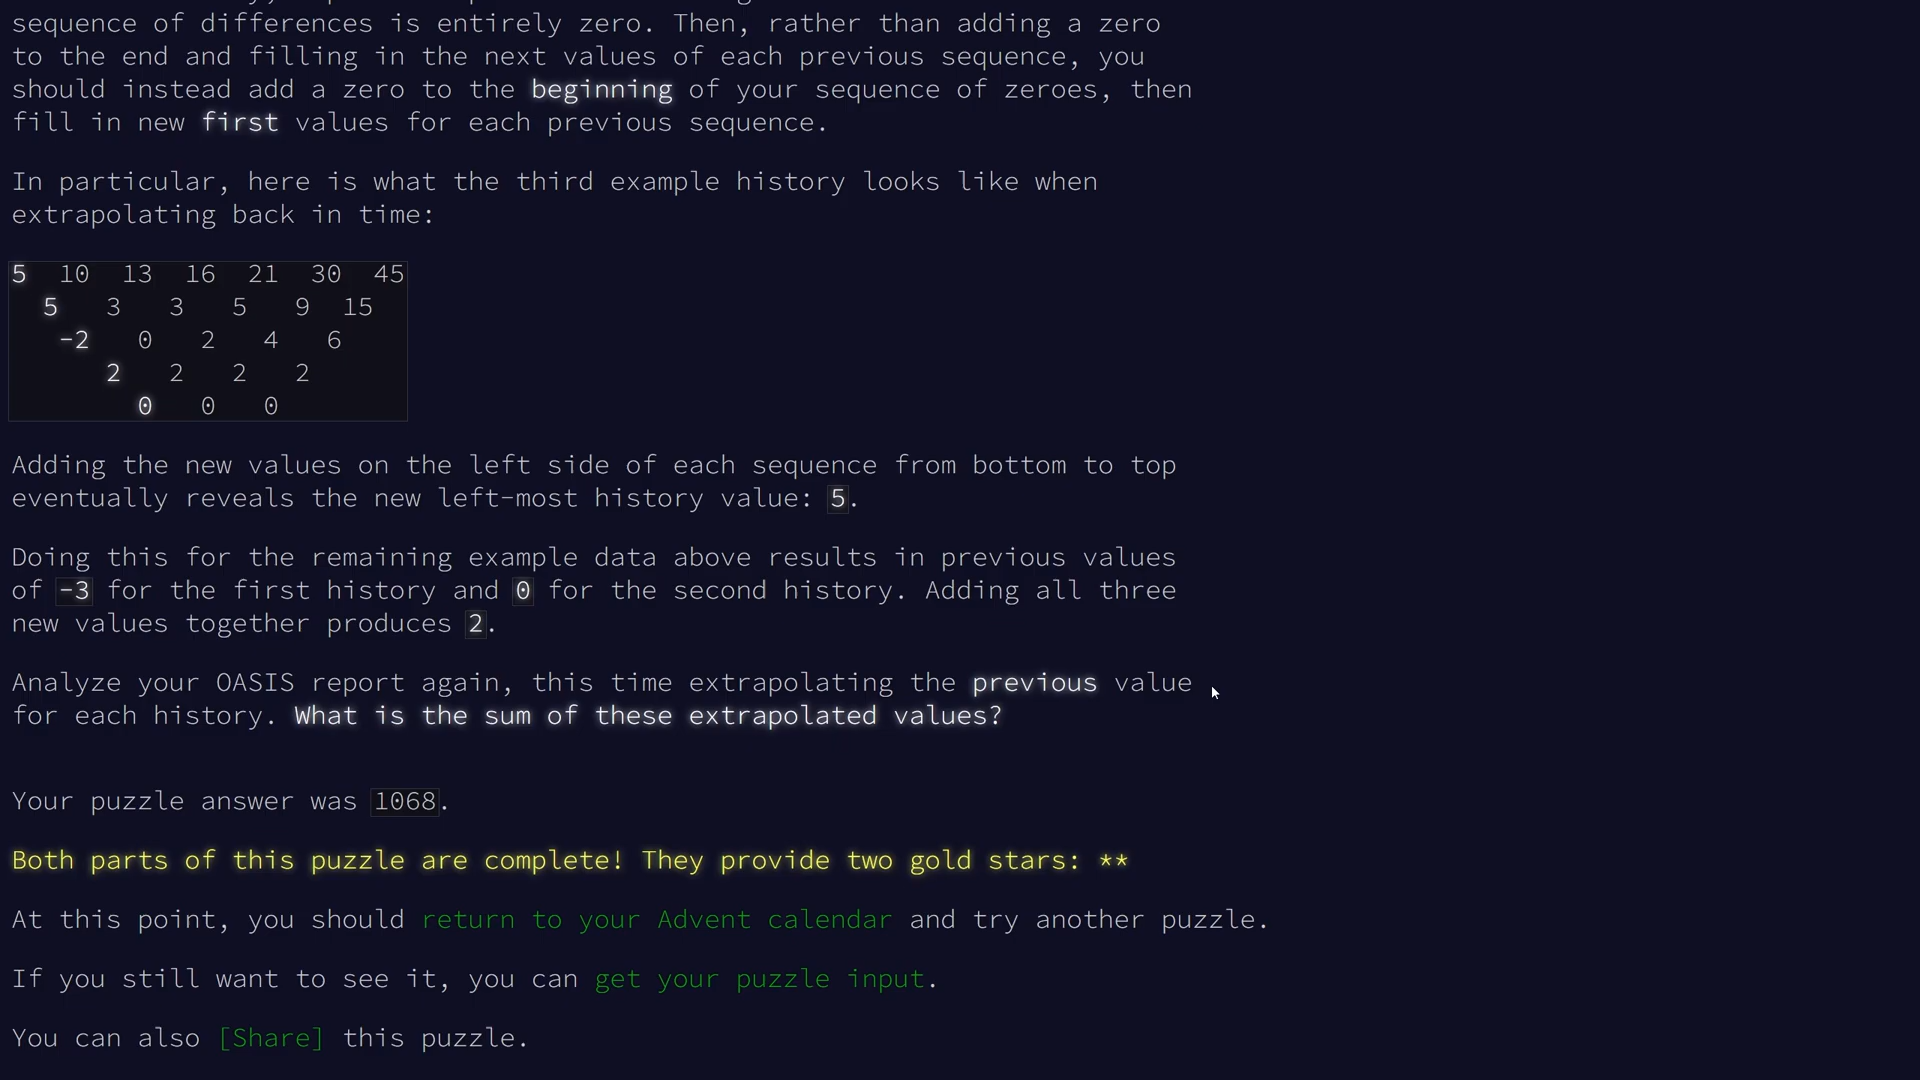 sequence of differences is entirely zero. Then, rather than adding a zero
to the end and filling in the next values of each previous sequence, you
should instead add a zero to the beginning of your sequence of zeroes, then
fill in new first values for each previous sequence.
In particular, here is what the third example history looks like when
extrapolating back in time:
5 10 13 16 21 30 45
5 3 3 5 9 15
-2 0 2 4 6
2 2 2 2
0 0 0
Adding the new values on the left side of each sequence from bottom to top
eventually reveals the new left-most history value: 5.
Doing this for the remaining example data above results in previous values
of -3 for the first history and 0 for the second history. Adding all three
new values together produces 2.
Analyze your OASIS report again, this time extrapolating the previous value
for each history. What is the sum of these extrapolated values?
Your puzzle answer was 1068.
Both parts of this puzzle are complete! They provide two gold stars: **
At this point, you should return to your Advent calendar and try another puzzle.
If you still want to see it, you can get your puzzle input.
You can also [Share] this puzzle.